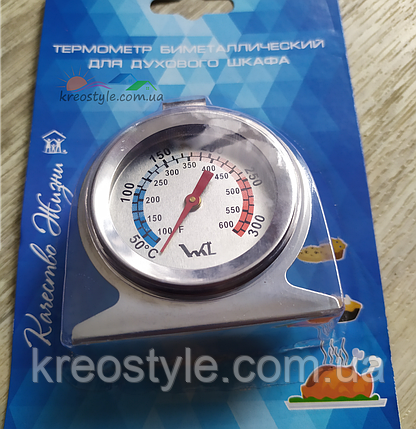 ТЕРМОМЕТР БИМЕТАЛЛИЧЕСКИЙ
ДЛЯ ДУХОВОГО ШКАФА
kreostyle.com.ua
Качество Жизни
50°C
100
150
250
300
100°F
150
200
250
300
350
400
450
500
550
600
kreostyle.com.ua